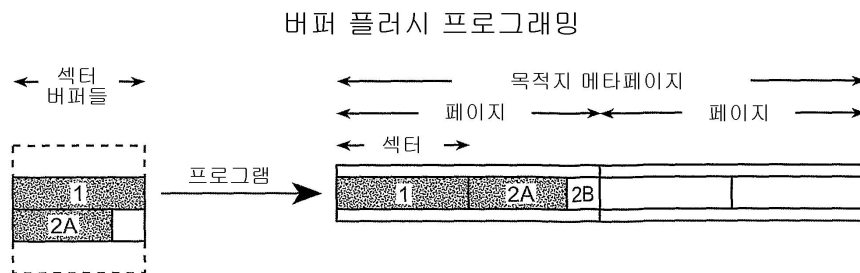 버퍼 플러시 프로그래밍
섹터
버퍼들
목적지 메타페이지
페이지
페이지
섹터
프로그램
1
2A
1
2A
2B